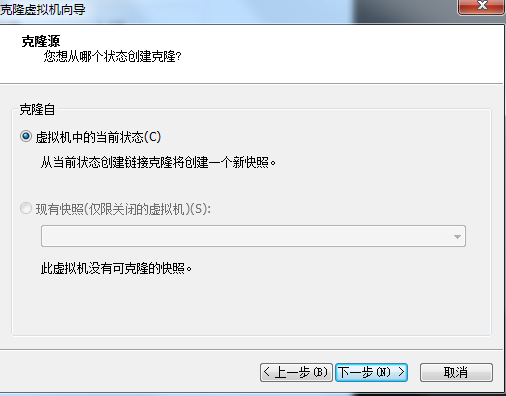 克隆虚拟机向导
克隆源
您想从哪个状态创建克隆?
克隆自
虚拟机中的当前状态(C)
从当前状态创建链接克隆将创建一个新快照。
现有快照(仅限关闭的虚拟机)(S):
此虚拟机没有可克隆的快照。
< 上一步(B) 下一步(N) > 取消